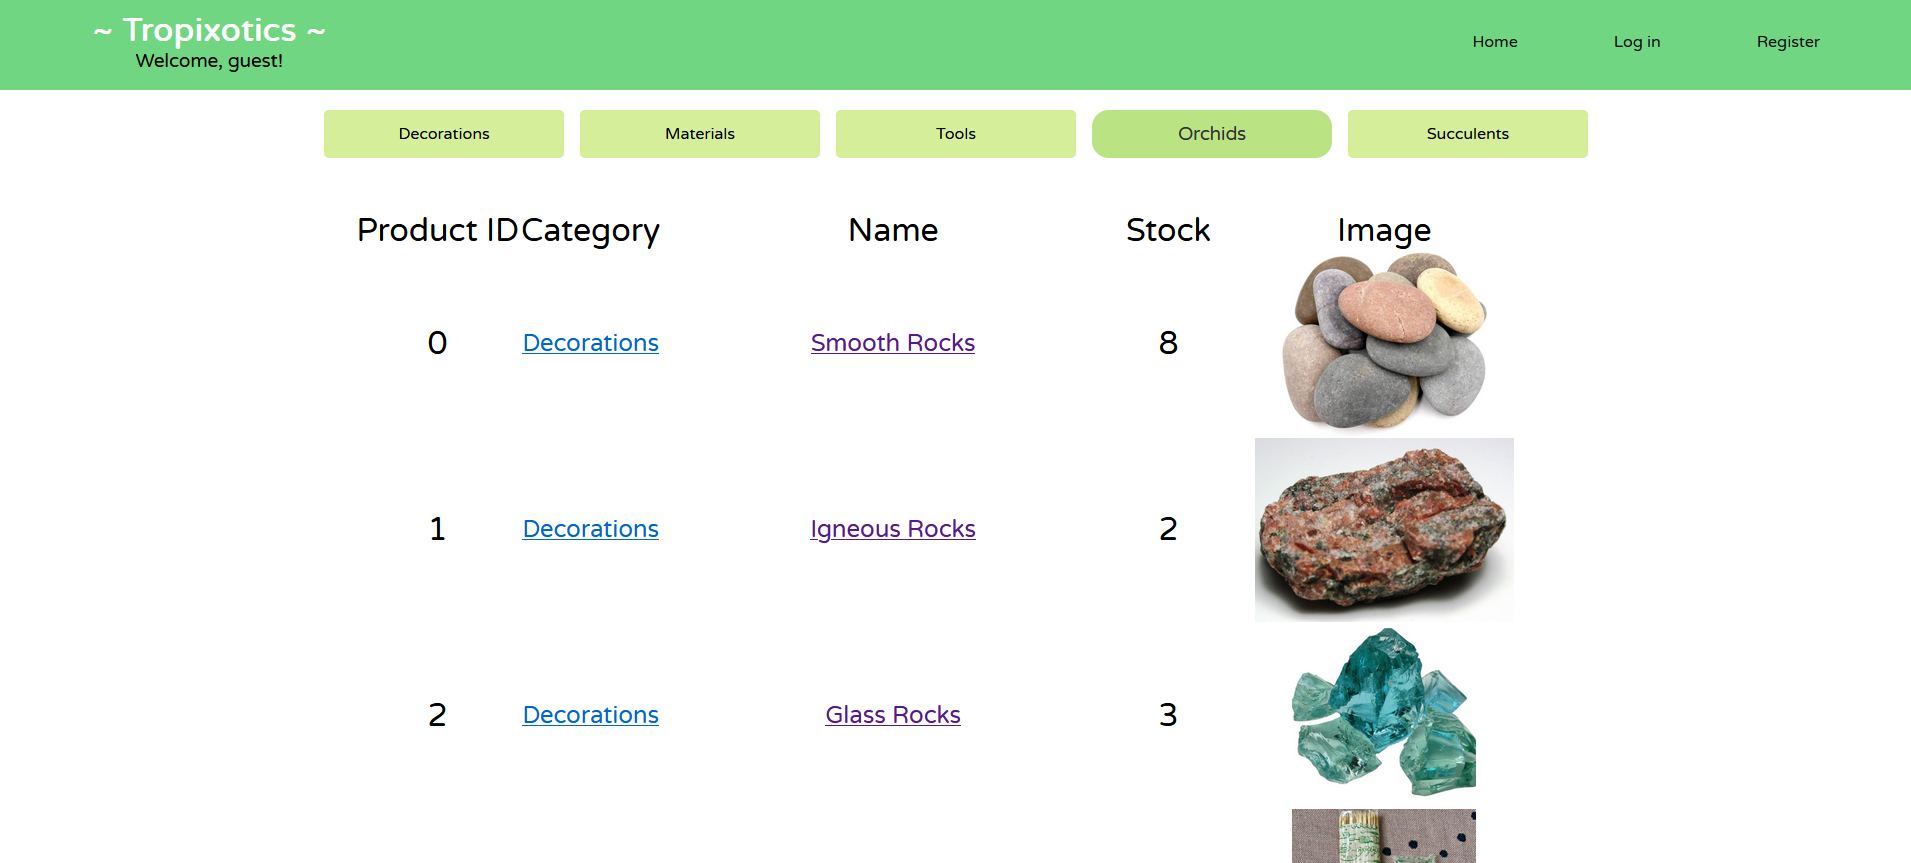 ~ Tropixotics ~
Welcome, guest!
Home Log in Register
Decorations Materials Tools Orchids Succulents
Product ID Category Name Stock Image
0 Decorations Smooth Rocks 8
1 Decorations Igneous Rocks 2
2 Decorations Glass Rocks 3